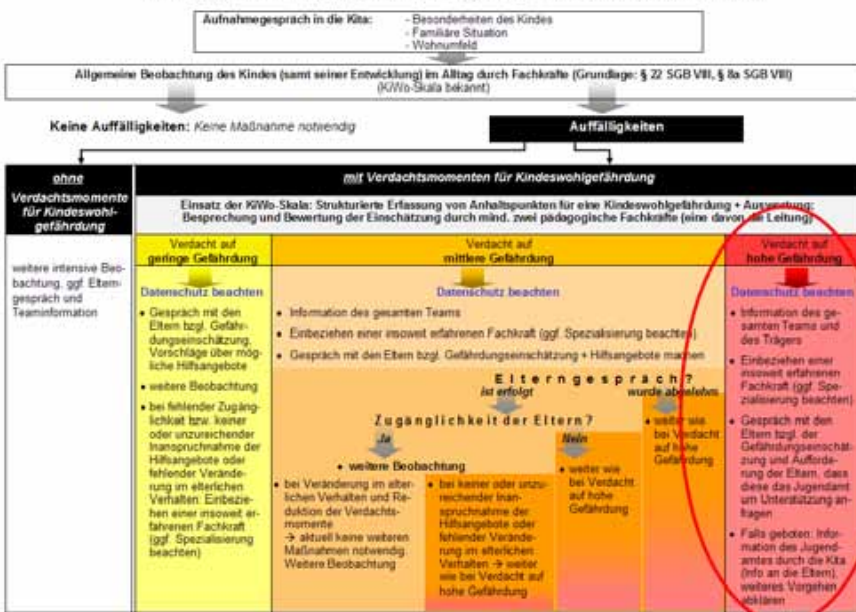 Aufnahmegespräch in die Kita:
- Besonderheiten des Kindes
- Familiäre Situation
- Wohnumfeld
Allgemeine Beobachtung des Kindes (samt seiner Entwicklung) im Alltag durch Fachkräfte (Grundlage: § 22 SGB VIII, § 8a SGB VIII)
(KiWo-Skala bekannt)
Keine Auffälligkeiten: Keine Maßnahme notwendig
Auffälligkeiten
ohne
Verdachtsmomente
für Kindeswohl-
gefährdung
mit Verdachtsmomenten für Kindeswohlgefährdung
Einsatz der KiWo-Skala: Strukturierte Erfassung von Anhaltspunkten für eine Kindeswohlgefährdung + Auswertung;
Besprechung und Bewertung der Einschätzung durch mind. zwei pädagogische Fachkräfte (eine davon die Leitung)
weitere intensive Beo-
bachtung, ggf. Eltern-
gespräch und
Teaminformation
Verdacht auf
geringe Gefährdung
Datenschutz beachten
• Gespräch mit den
Eltern bzgl. Gefähr-
dungseinschätzung,
Vorschläge über mög-
liche Hilfsangebote
• weitere Beobachtung
• bei fehlender Zugäng-
lichkeit bzw. keiner
oder unzureichender
Inanspruchnahme der
Hilfsangebote oder
fehlender Verände-
rung im elterlichen
Verhalten: Einbezie-
hen einer insoweit er-
fahrenen Fachkraft
(ggf. Spezialisierung
beachten)
Verdacht auf
mittlere Gefährdung
Datenschutz beachten
• Information des gesamten Teams
• Einbeziehen einer insoweit erfahrenen Fachkraft (ggf. Spezialisierung beachten)
• Gespräch mit den Eltern bzgl. Gefährdungseinschätzung + Hilfsangebote machen
Elterngespräch?
ist erfolgt
wurde abgelehnt
Zugänglichkeit der Eltern?
Ja
Nein
• weitere Beobachtung
• bei Veränderung im elter-
lichen Verhalten und Re-
duktion der Verdachts-
momente
→ aktuell keine weiteren
Maßnahmen notwendig.
Weitere Beobachtung
• bei keiner oder unzu-
reichender Inan-
spruchnahme der
Hilfsangebote oder
fehlender Verände-
rung im elterlichen
Verhalten → weiter
wie bei Verdacht auf
hohe Gefährdung
• weiter wie
bei Verdacht
auf hohe
Gefährdung
• weiter wie
bei Verdacht
auf hohe
Gefährdung
Verdacht auf
hohe Gefährdung
Datenschutz beachten
• Information des ge-
samten Teams und
des Trägers
• Einbeziehen einer
insoweit erfahrenen
Fachkraft (ggf. Spe-
zialisierung beachten)
• Gespräch mit den
Eltern bzgl. der
Gefährdungseinschät-
zung und Aufforde-
rung der Eltern, dass
diese das Jugendamt
um Unterstützung an-
fragen
• Falls geboten: Infor-
mation des Jugend-
amtes durch die Kita
(Info an die Eltern),
weiteres Vorgehen
abklären